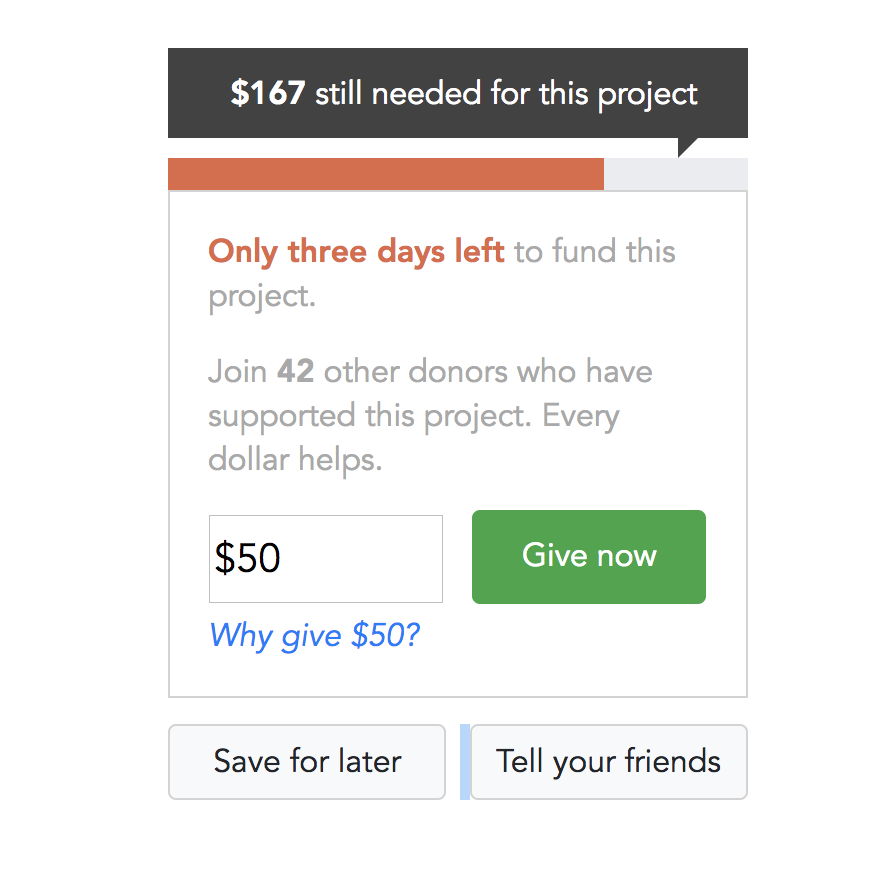 $167 still needed for this project
Only three days left to fund this
project.
Join 42 other donors who have
supported this project. Every
dollar helps.
$50
Give now
Why give $50?
Save for later
Tell your friends